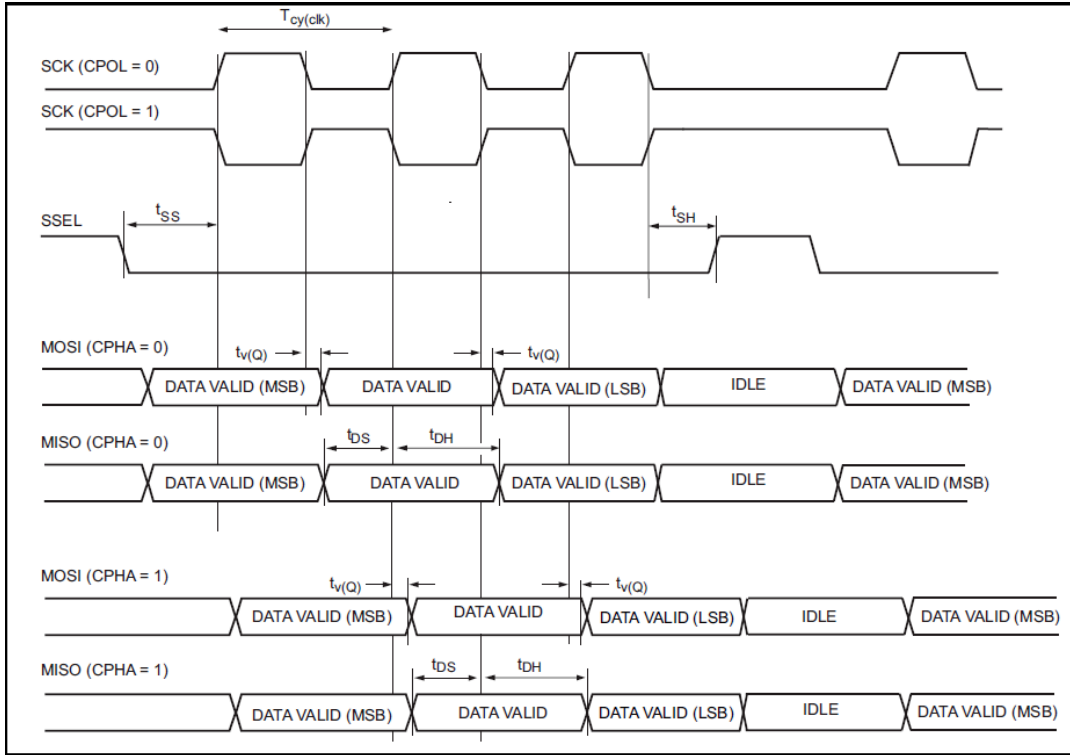 Tcy(clk)
SCK (CPOL = 0)
SCK (CPOL = 1)
SSEL
tSS
tSH
MOSI (CPHA = 0)
tv(Q) tv(Q)
DATA VALID (MSB) DATA VALID DATA VALID (LSB) IDLE DATA VALID (MSB)
MISO (CPHA = 0)
tDS tDH
DATA VALID (MSB) DATA VALID DATA VALID (LSB) IDLE DATA VALID (MSB)
MOSI (CPHA = 1)
tv(Q) tv(Q)
DATA VALID (MSB) DATA VALID DATA VALID (LSB) IDLE DATA VALID (MSB)
MISO (CPHA = 1)
tDS tDH
DATA VALID (MSB) DATA VALID DATA VALID (LSB) IDLE DATA VALID (MSB)